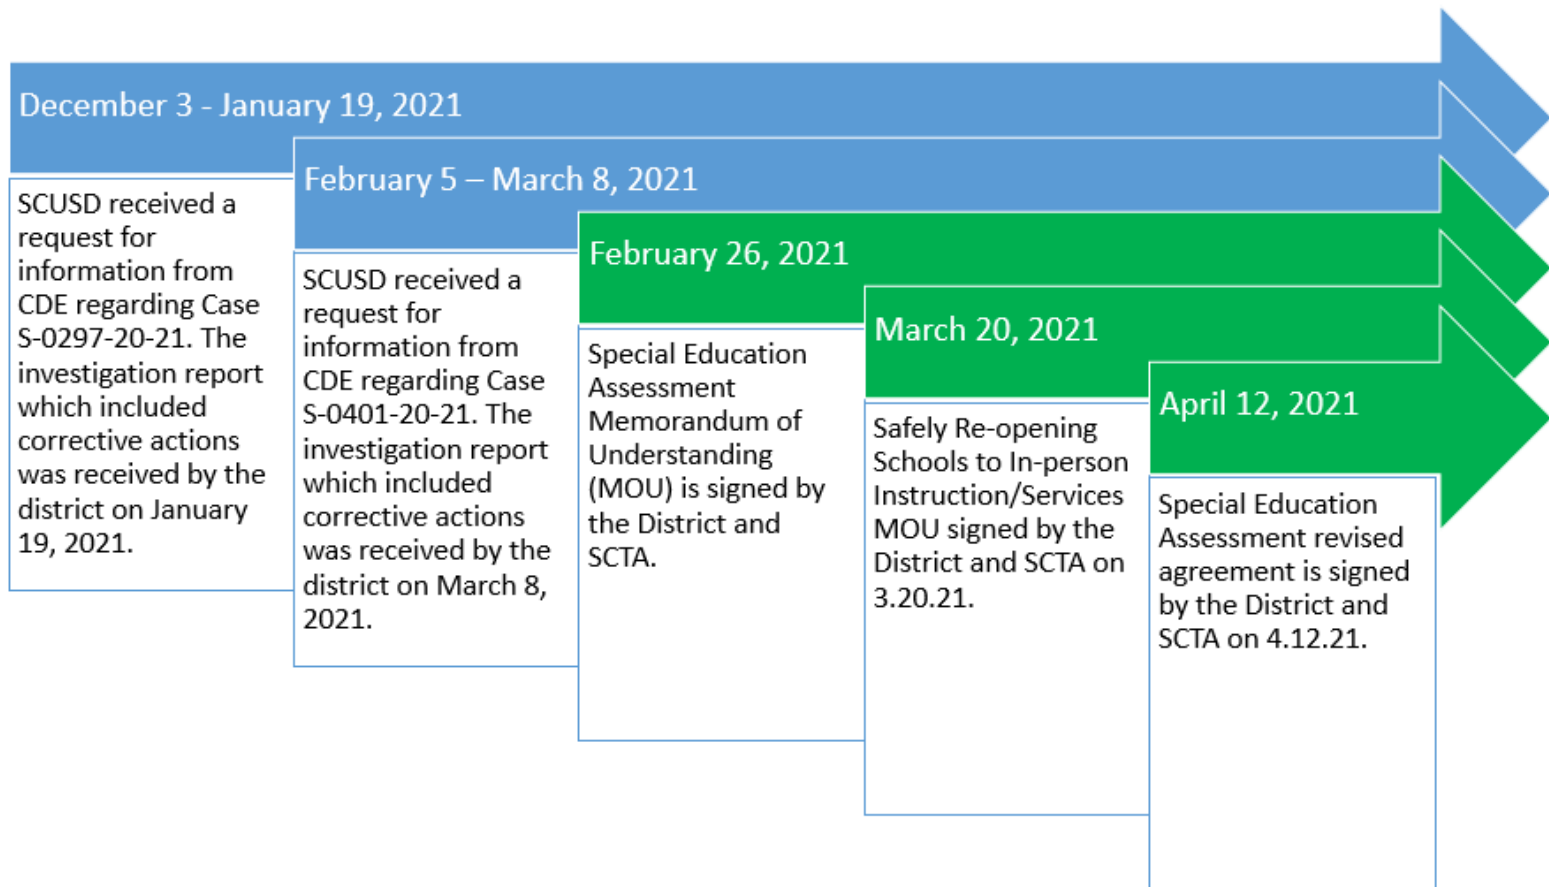 December 3 - January 19, 2021
SCUSD received a
request for
information from
CDE regarding Case
S-0297-20-21. The
investigation report
which included
corrective actions
was received by the
district on January
19, 2021.
February 5 – March 8, 2021
SCUSD received a
request for
information from
CDE regarding Case
S-0401-20-21. The
investigation report
which included
corrective actions
was received by the
district on March 8,
2021.
February 26, 2021
Special Education
Assessment
Memorandum of
Understanding
(MOU) is signed by
the District and
SCTA.
March 20, 2021
Safely Re-opening
Schools to In-person
Instruction/Services
MOU signed by the
District and SCTA on
3.20.21.
April 12, 2021
Special Education
Assessment revised
agreement is signed
by the District and
SCTA on 4.12.21.